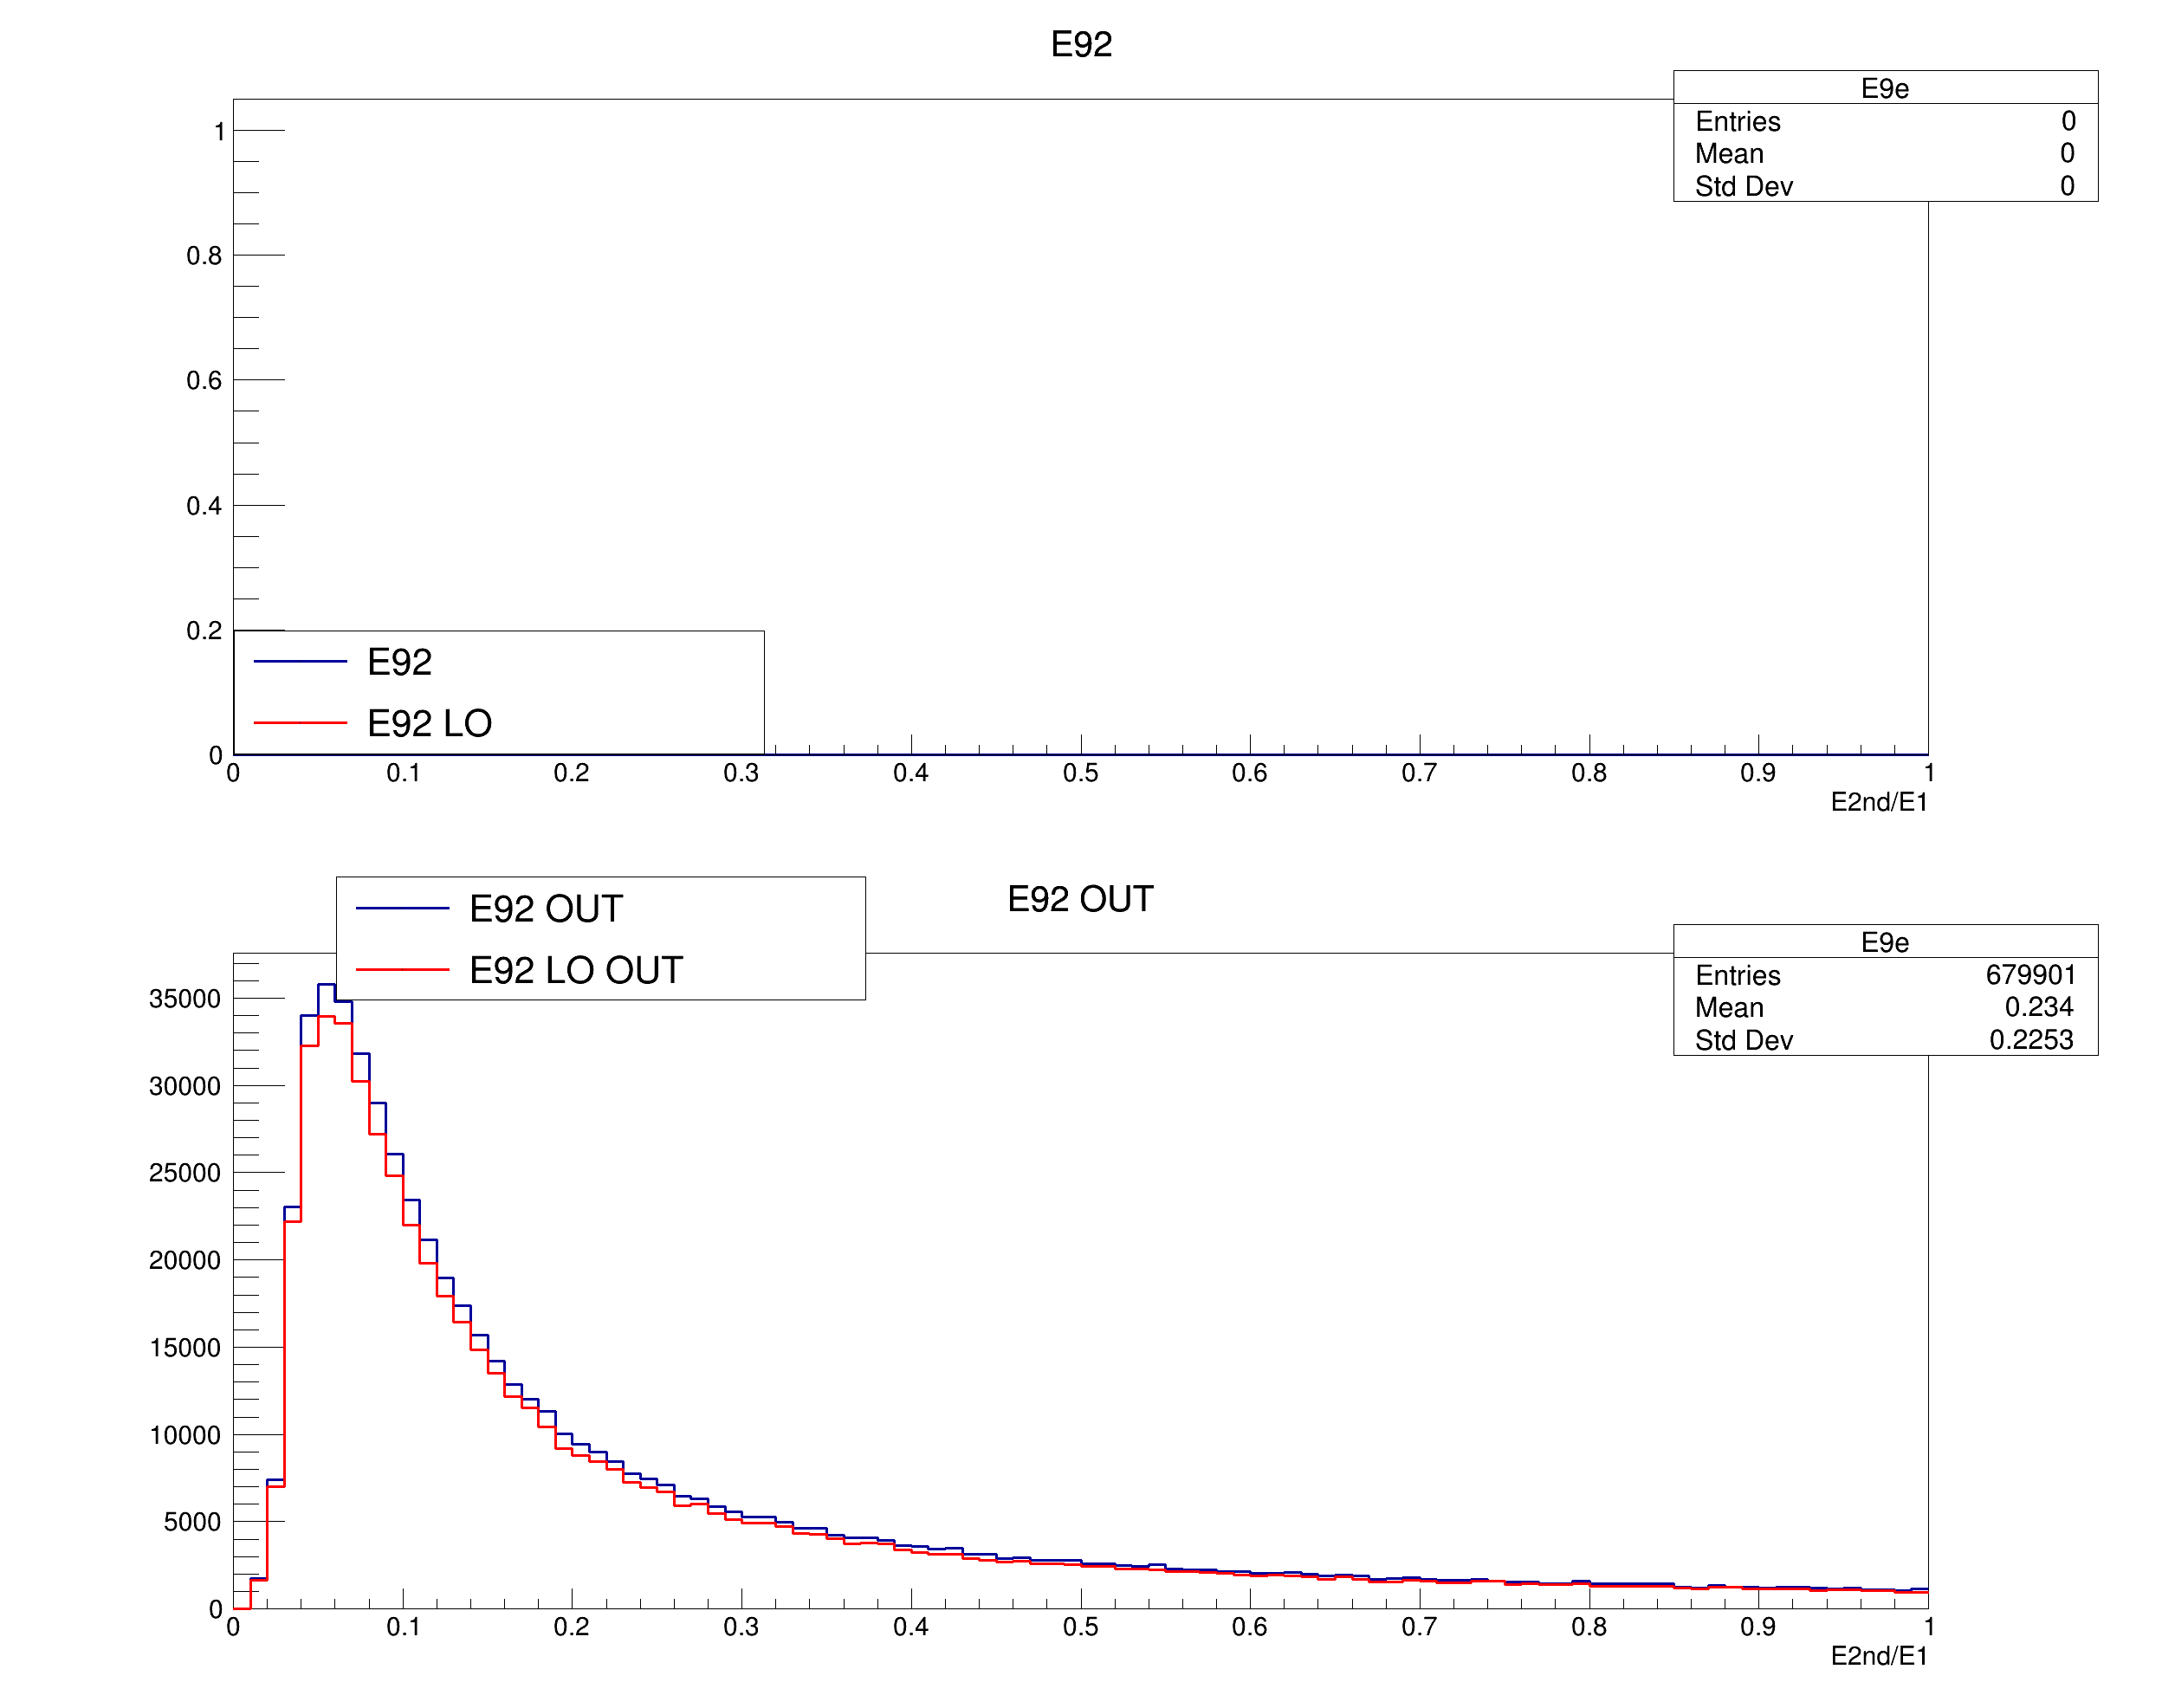 E92
E9e
Entries 0
Mean 0
Std Dev 0
1
0.8
0.6
0.4
0.2
0
E92
E92 LO
0 0.1 0.2 0.3 0.4 0.5 0.6 0.7 0.8 0.9 1
E2nd/E1
E92 OUT
E92 OUT
E92 LO OUT
E9e
Entries 679901
Mean 0.234
Std Dev 0.2253
35000
30000
25000
20000
15000
10000
5000
0
0 0.1 0.2 0.3 0.4 0.5 0.6 0.7 0.8 0.9 1
E2nd/E1